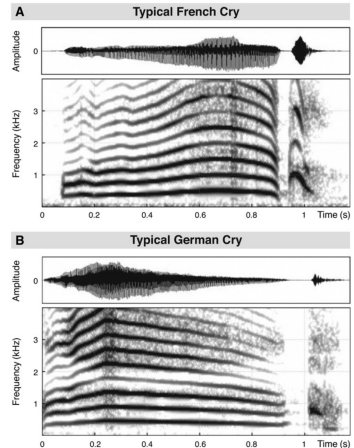 A Typical French Cry
Amplitude
0
Frequency (kHz)
3
2
1
0 0.2 0.4 0.6 0.8 1 Time (s)
B Typical German Cry
Amplitude
0
Frequency (kHz)
3
2
1
0 0.2 0.4 0.6 0.8 1 Time (s)